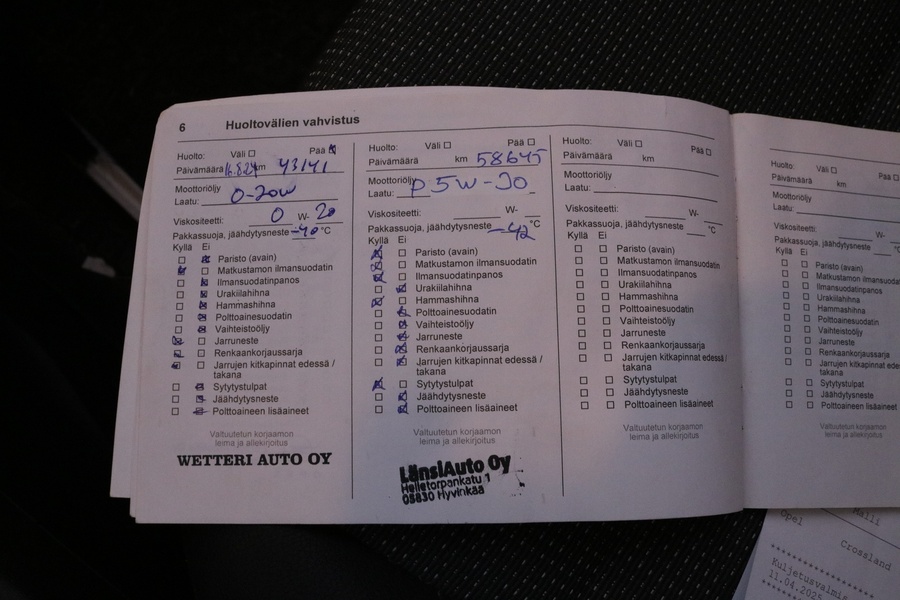 6 Huoltovälien vahvistus
Huolto: Väli ☐ Pää ☒
Päivämäärä 16.8.24 km 43141
Moottoriöljy
Laatu: 0-20W
Viskositeetti: 0 W- 20
Pakkassuoja, jäähdytysneste -40 °C
Kyllä Ei
Paristo (avain)
Matkustamon ilmansuodatin
Ilmansuodatinpanos
Urakiilahihna
Hammashihna
Polttoainesuodatin
Vaihteistoöljy
Jarruneste
Renkaankorjaussarja
Jarrujen kitkapinnat edessä /
takana
Sytytystulpat
Jäähdytysneste
Polttoaineen lisäaineet
Valtuutetun korjaamon
leima ja allekirjoitus
WETTERI AUTO OY
Huolto: Väli ☐ Pää ☐
Päivämäärä km 58645
Moottoriöljy
Laatu: P 5W-30
Viskositeetti: W-
Pakkassuoja, jäähdytysneste -42 °C
Kyllä Ei
Paristo (avain)
Matkustamon ilmansuodatin
Ilmansuodatinpanos
Urakiilahihna
Hammashihna
Polttoainesuodatin
Vaihteistoöljy
Jarruneste
Renkaankorjaussarja
Jarrujen kitkapinnat edessä /
takana
Sytytystulpat
Jäähdytysneste
Polttoaineen lisäaineet
Valtuutetun korjaamon
leima ja allekirjoitus
LänsiAuto Oy
Helletorpankatu 1
05830 Hyvinkää
Huolto: Väli ☐ Pää ☐
Päivämäärä km
Moottoriöljy
Laatu:
Viskositeetti: W-
Pakkassuoja, jäähdytysneste °C
Kyllä Ei
Paristo (avain)
Matkustamon ilmansuodatin
Ilmansuodatinpanos
Urakiilahihna
Hammashihna
Polttoainesuodatin
Vaihteistoöljy
Jarruneste
Renkaankorjaussarja
Jarrujen kitkapinnat edessä /
takana
Sytytystulpat
Jäähdytysneste
Polttoaineen lisäaineet
Valtuutetun korjaamon
leima ja allekirjoitus
Huolto: Väli ☐ Pää ☐
Päivämäärä km
Moottoriöljy
Laatu:
Viskositeetti: W-
Pakkassuoja, jäähdytysneste °C
Kyllä Ei
Paristo (avain)
Matkustamon ilmansuodatin
Ilmansuodatinpanos
Urakiilahihna
Hammashihna
Polttoainesuodatin
Vaihteistoöljy
Jarruneste
Renkaankorjaussarja
Jarrujen kitkapinnat
takana
Sytytystulpat
Jäähdytysneste
Polttoaineen lisäaineet
Valtuutetun korjaamon
leima ja allekirjoitus
Opel
Malli
Crossland
11.04.2025